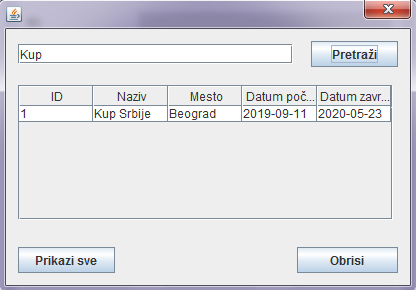 Kup Pretraži
ID Naziv Mesto Datum poč... Datum zavr...
1 Kup Srbije Beograd 2019-09-11 2020-05-23
Prikazi sve Obrisi